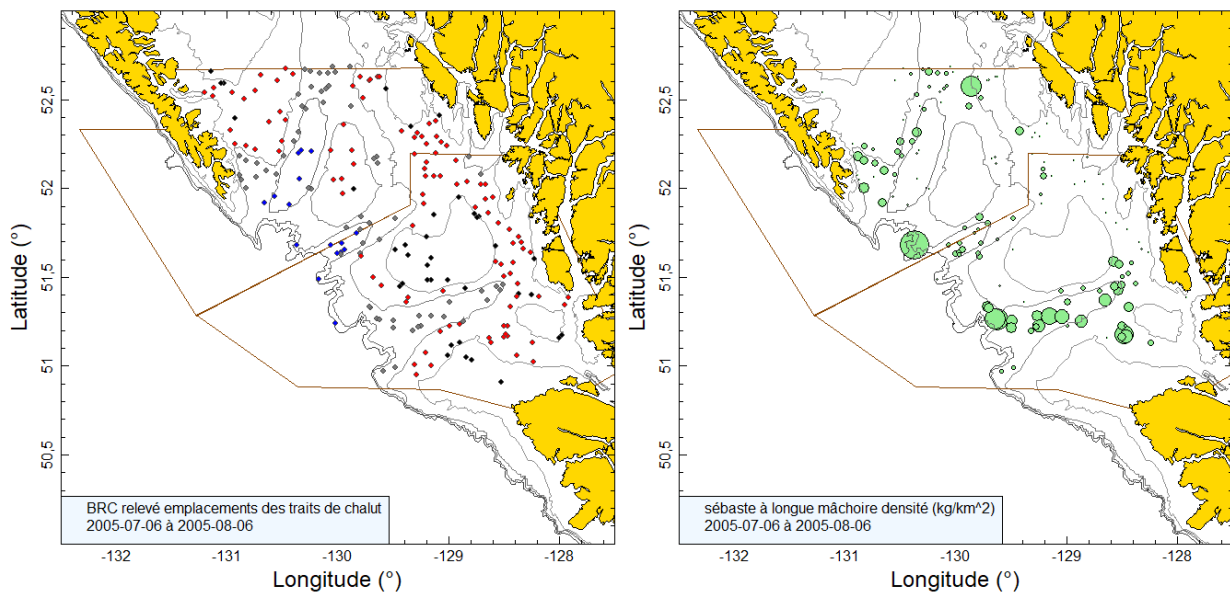 Latitude (°)
52,5
52
51,5
51
50,5
BRC relevé emplacements des traits de chalut
2005-07-06 à 2005-08-06
-132 -131 -130 -129 -128
Longitude (°)
Latitude (°)
52,5
52
51,5
51
50,5
sébaste à longue mâchoire densité (kg/km^2)
2005-07-06 à 2005-08-06
-132 -131 -130 -129 -128
Longitude (°)